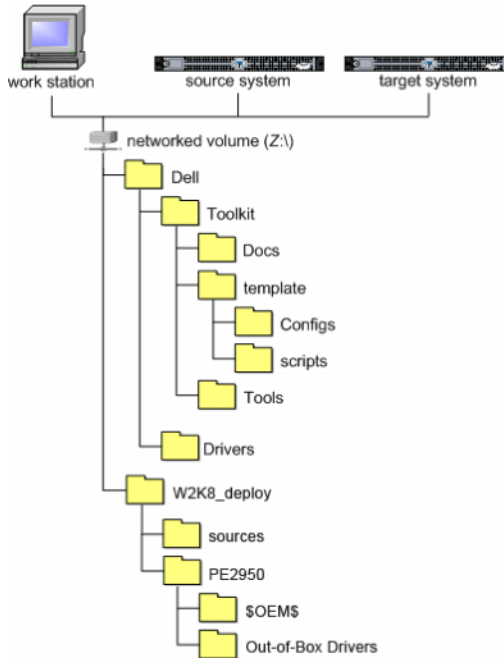 work station
source system
target system
networked volume (Z:\)
Dell
Toolkit
Docs
template
Configs
scripts
Tools
Drivers
W2K8_deploy
sources
PE2950
$OEM$
Out-of-Box Drivers